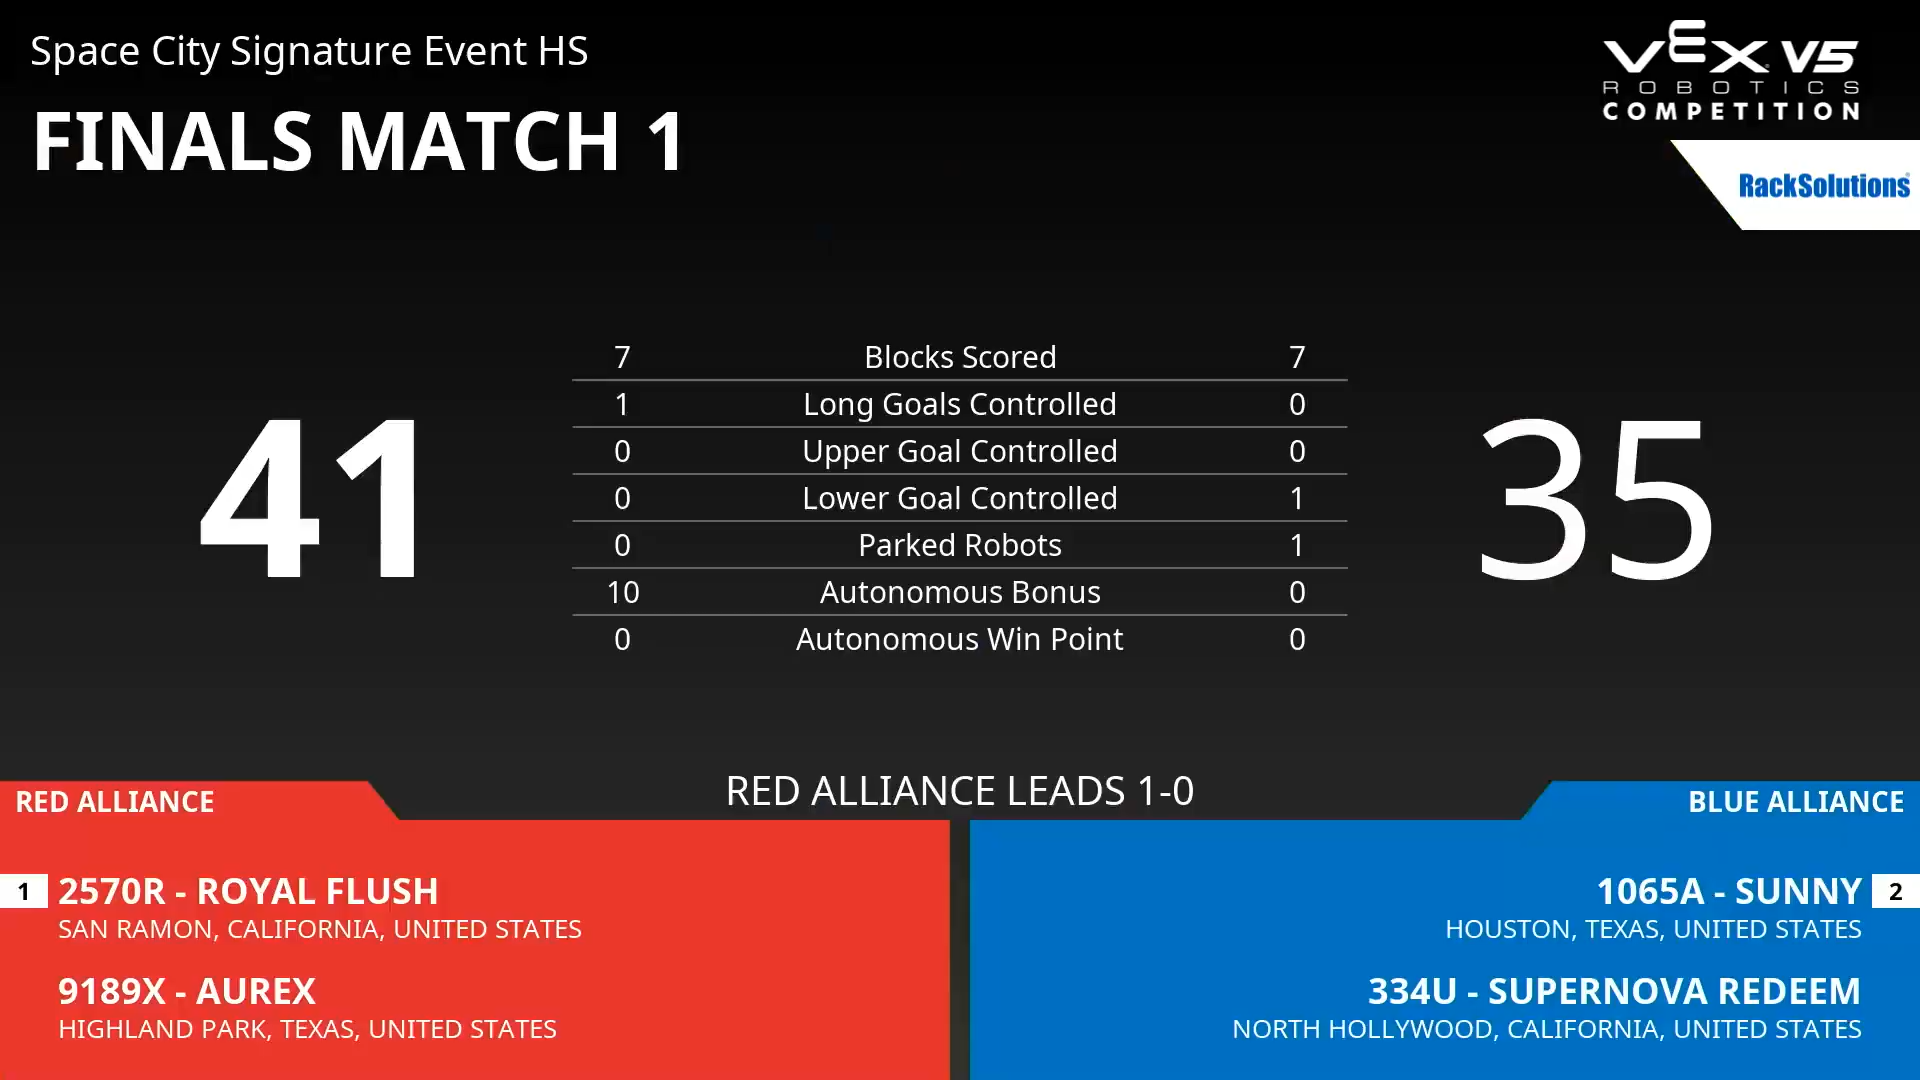 Space City Signature Event HS
FINALS MATCH 1
VEX V5
ROBOTICS
COMPETITION
RackSolutions
41
7 Blocks Scored 7
1 Long Goals Controlled 0
0 Upper Goal Controlled 0
0 Lower Goal Controlled 1
0 Parked Robots 1
10 Autonomous Bonus 0
0 Autonomous Win Point 0
35
RED ALLIANCE LEADS 1-0
RED ALLIANCE
1 2570R - ROYAL FLUSH
SAN RAMON, CALIFORNIA, UNITED STATES
9189X - AUREX
HIGHLAND PARK, TEXAS, UNITED STATES
BLUE ALLIANCE
1065A - SUNNY 2
HOUSTON, TEXAS, UNITED STATES
334U - SUPERNOVA REDEEM
NORTH HOLLYWOOD, CALIFORNIA, UNITED STATES